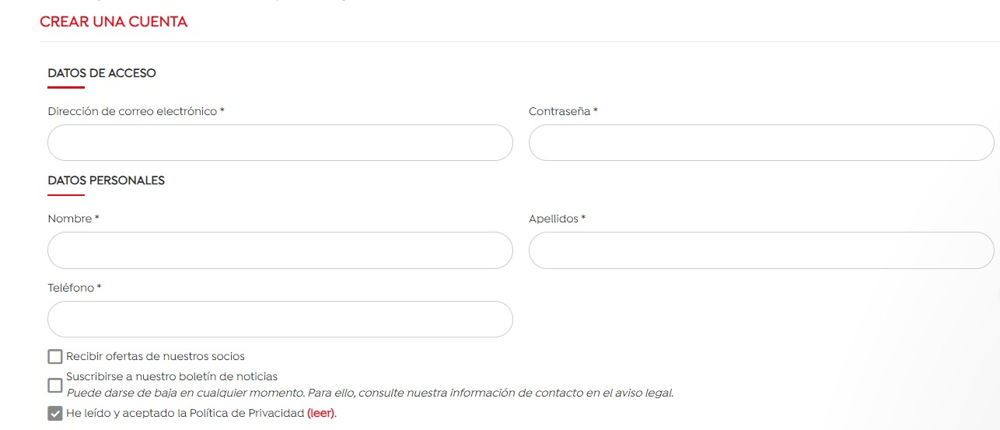 CREAR UNA CUENTA
DATOS DE ACCESO
Dirección de correo electrónico *
Contraseña *
DATOS PERSONALES
Nombre *
Apellidos *
Teléfono *
Recibir ofertas de nuestros socios
Suscribirse a nuestro boletín de noticias
Puede darse de baja en cualquier momento. Para ello, consulte nuestra información de contacto en el aviso legal.
He leído y aceptado la Política de Privacidad (leer).